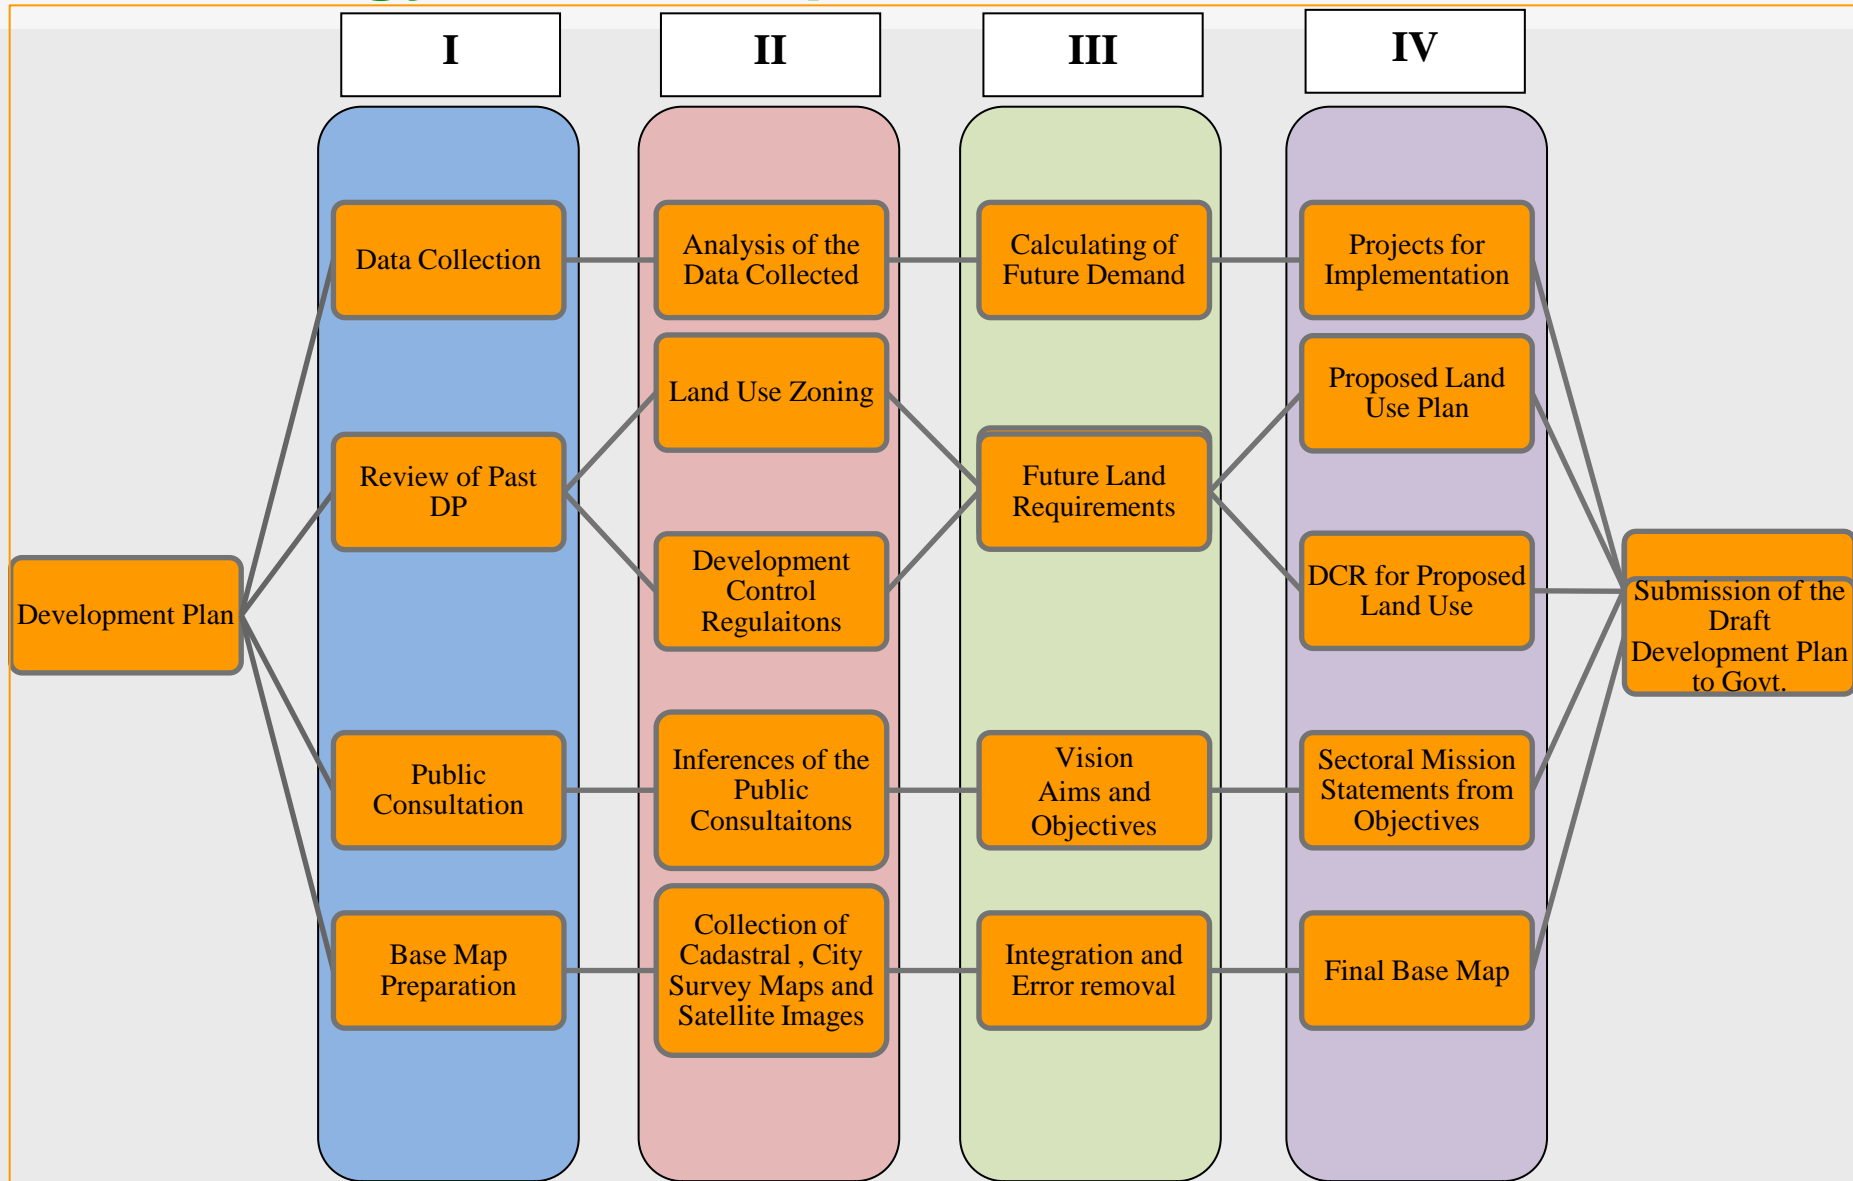 I
II
III
IV
Development Plan
Data Collection
Review of Past
DP
Public
Consultation
Base Map
Preparation
Analysis of the
Data Collected
Land Use Zoning
Development
Control
Regulaitons
Inferences of the
Public
Consultaitons
Collection of
Cadastral , City
Survey Maps and
Satellite Images
Calculating of
Future Demand
Future Land
Requirements
Vision
Aims and
Objectives
Integration and
Error removal
Projects for
Implementation
Proposed Land
Use Plan
DCR for Proposed
Land Use
Sectoral Mission
Statements from
Objectives
Final Base Map
Submission of the
Draft
Development Plan
to Govt.